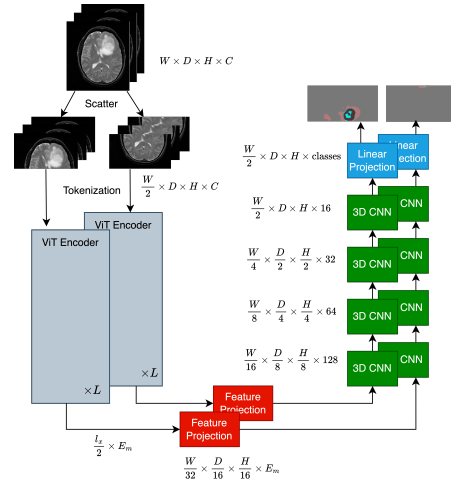 W × D × H × C
Scatter
Tokenization
W/2 × D × H × C
ViT Encoder
ViT Encoder
×L
×L
l_x/2 × E_m
Feature
Projection
Feature
Projection
W/32 × D/16 × H/16 × E_m
W/16 × D/8 × H/8 × 128
3D CNN
CNN
W/8 × D/4 × H/4 × 64
3D CNN
CNN
W/4 × D/2 × H/2 × 32
3D CNN
CNN
W/2 × D × H × 16
3D CNN
CNN
W/2 × D × H × classes
Linear
Projection